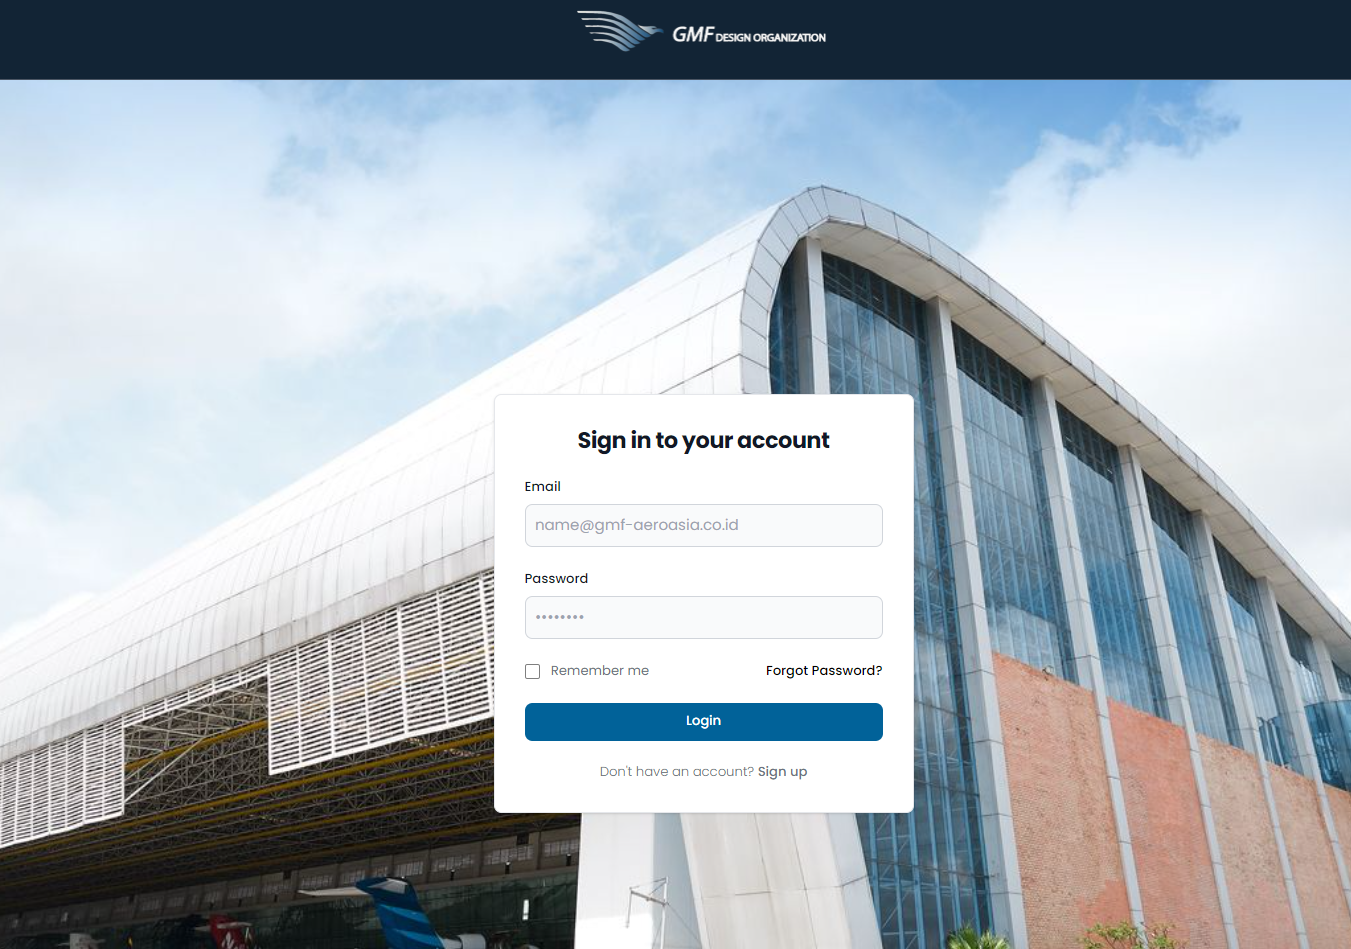 GMF DESIGN ORGANIZATION
Sign in to your account
Email
name@gmf-aeroasia.co.id
Password
••••••••
Remember me Forgot Password?
Login
Don't have an account? Sign up